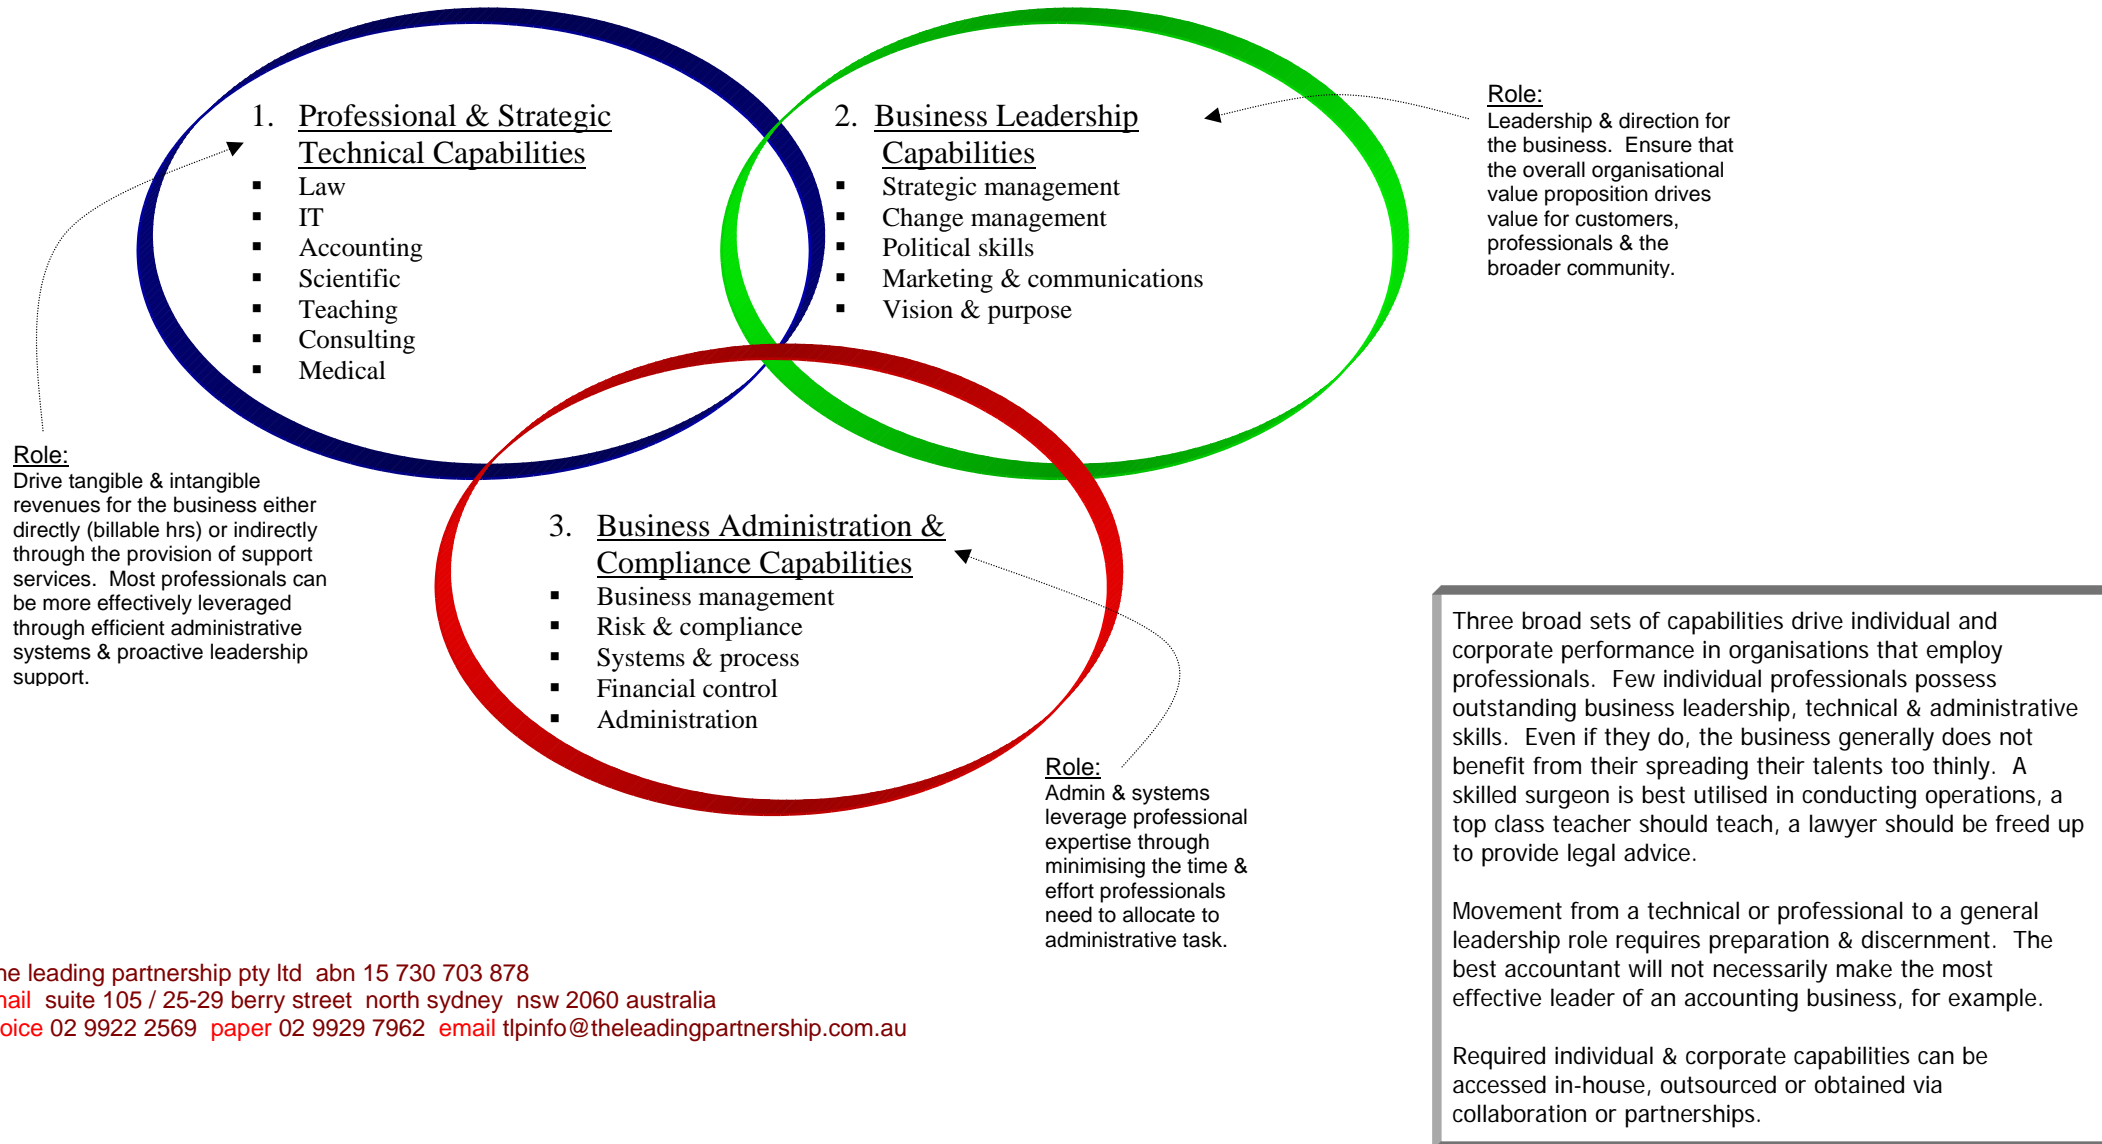 1. Professional & Strategic
Technical Capabilities
▪ Law
▪ IT
▪ Accounting
▪ Scientific
▪ Teaching
▪ Consulting
▪ Medical
2. Business Leadership
Capabilities
▪ Strategic management
▪ Change management
▪ Political skills
▪ Marketing & communications
▪ Vision & purpose
Role:
Leadership & direction for
the business. Ensure that
the overall organisational
value proposition drives
value for customers,
professionals & the
broader community.
Role:
Drive tangible & intangible
revenues for the business either
directly (billable hrs) or indirectly
through the provision of support
services. Most professionals can
be more effectively leveraged
through efficient administrative
systems & proactive leadership
support.
3. Business Administration &
Compliance Capabilities
▪ Business management
▪ Risk & compliance
▪ Systems & process
▪ Financial control
▪ Administration
Role:
Admin & systems
leverage professional
expertise through
minimising the time &
effort professionals
need to allocate to
administrative task.
Three broad sets of capabilities drive individual and
corporate performance in organisations that employ
professionals. Few individual professionals possess
outstanding business leadership, technical & administrative
skills. Even if they do, the business generally does not
benefit from their spreading their talents too thinly. A
skilled surgeon is best utilised in conducting operations, a
top class teacher should teach, a lawyer should be freed up
to provide legal advice.
Movement from a technical or professional to a general
leadership role requires preparation & discernment. The
best accountant will not necessarily make the most
effective leader of an accounting business, for example.
Required individual & corporate capabilities can be
accessed in-house, outsourced or obtained via
collaboration or partnerships.
he leading partnership pty ltd abn 15 730 703 878
ail suite 105 / 25-29 berry street north sydney nsw 2060 australia
oice 02 9922 2569 paper 02 9929 7962 email tlpinfo@theleadingpartnership.com.au